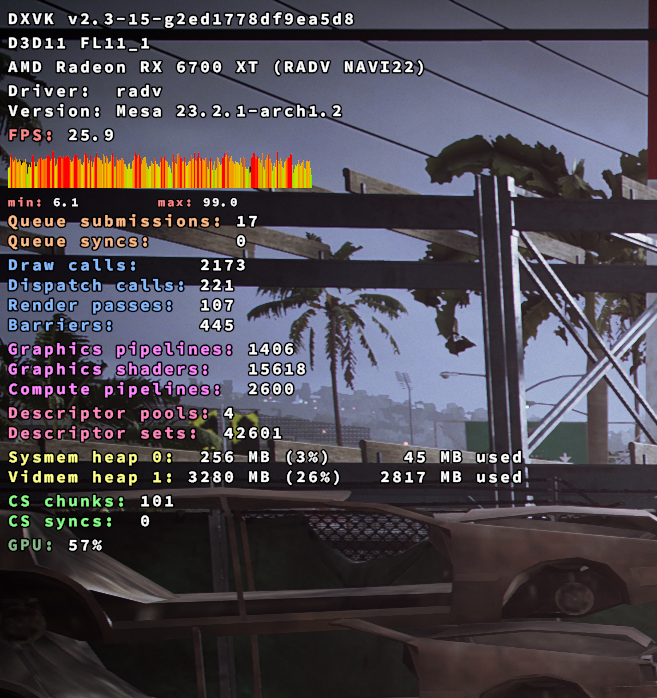 DXVK v2.3-15-g2ed1778df9ea5d8
D3D11 FL11_1
AMD Radeon RX 6700 XT (RADV NAVI22)
Driver: radv
Version: Mesa 23.2.1-arch1.2
FPS: 25.9
min: 6.1 max: 99.0
Queue submissions: 17
Queue syncs: 0
Draw calls: 2173
Dispatch calls: 221
Render passes: 107
Barriers: 445
Graphics pipelines: 1406
Graphics shaders: 15618
Compute pipelines: 2600
Descriptor pools: 4
Descriptor sets: 42601
Sysmem heap 0: 256 MB (3%) 45 MB used
Vidmem heap 1: 3280 MB (26%) 2817 MB used
CS chunks: 101
CS syncs: 0
GPU: 57%